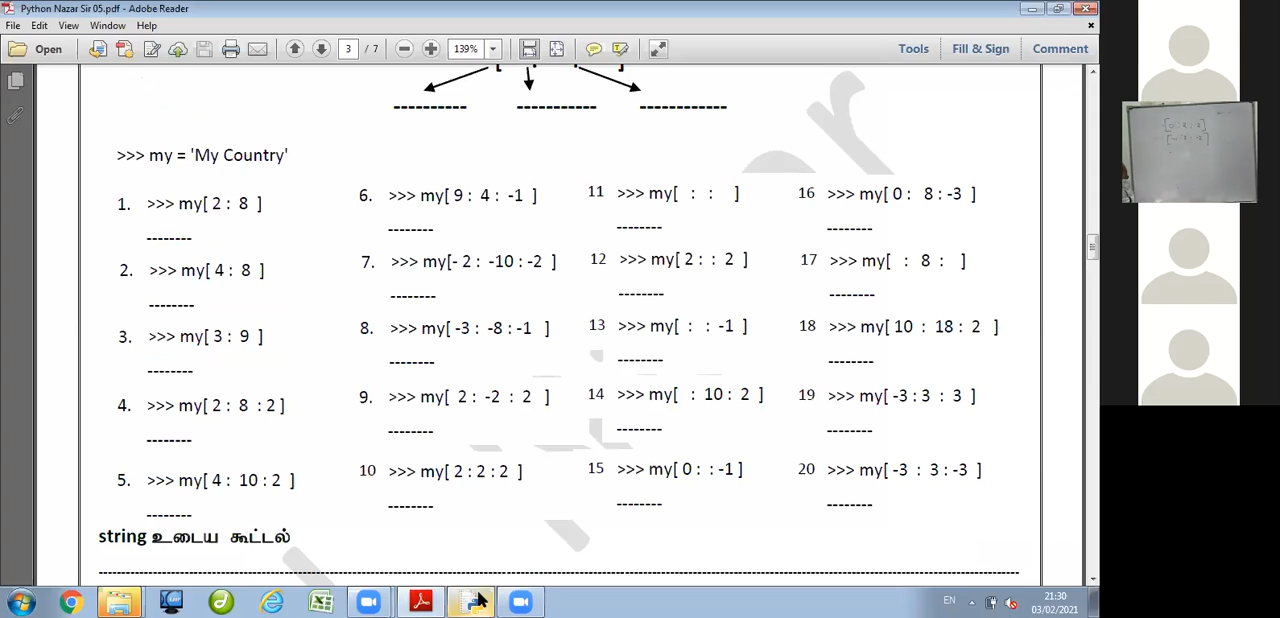 Python Nazar Sir 05.pdf - Adobe Reader
File Edit View Window Help
Open 3 / 7 139% Tools Fill & Sign Comment
---------- ----------- ------------
>>> my = 'My Country'
1. >>> my[ 2 : 8 ]
--------
2. >>> my[ 4 : 8 ]
--------
3. >>> my[ 3 : 9 ]
--------
4. >>> my[ 2 : 8 : 2 ]
--------
5. >>> my[ 4 : 10 : 2 ]
--------
6. >>> my[ 9 : 4 : -1 ]
--------
7. >>> my[- 2 : -10 : -2 ]
--------
8. >>> my[ -3 : -8 : -1 ]
--------
9. >>> my[ 2 : -2 : 2 ]
--------
10 >>> my[ 2 : 2 : 2 ]
--------
11 >>> my[ : : ]
--------
12 >>> my[ 2 : : 2 ]
--------
13 >>> my[ : : -1 ]
--------
14 >>> my[ : 10 : 2 ]
--------
15 >>> my[ 0 : : -1 ]
--------
16 >>> my[ 0 : 8 : -3 ]
--------
17 >>> my[ : 8 : ]
--------
18 >>> my[ 10 : 18 : 2 ]
--------
19 >>> my[ -3 : 3 : 3 ]
--------
20 >>> my[ -3 : 3 : -3 ]
--------
string உடைய கூட்டல்
EN 21:30
03/02/2021